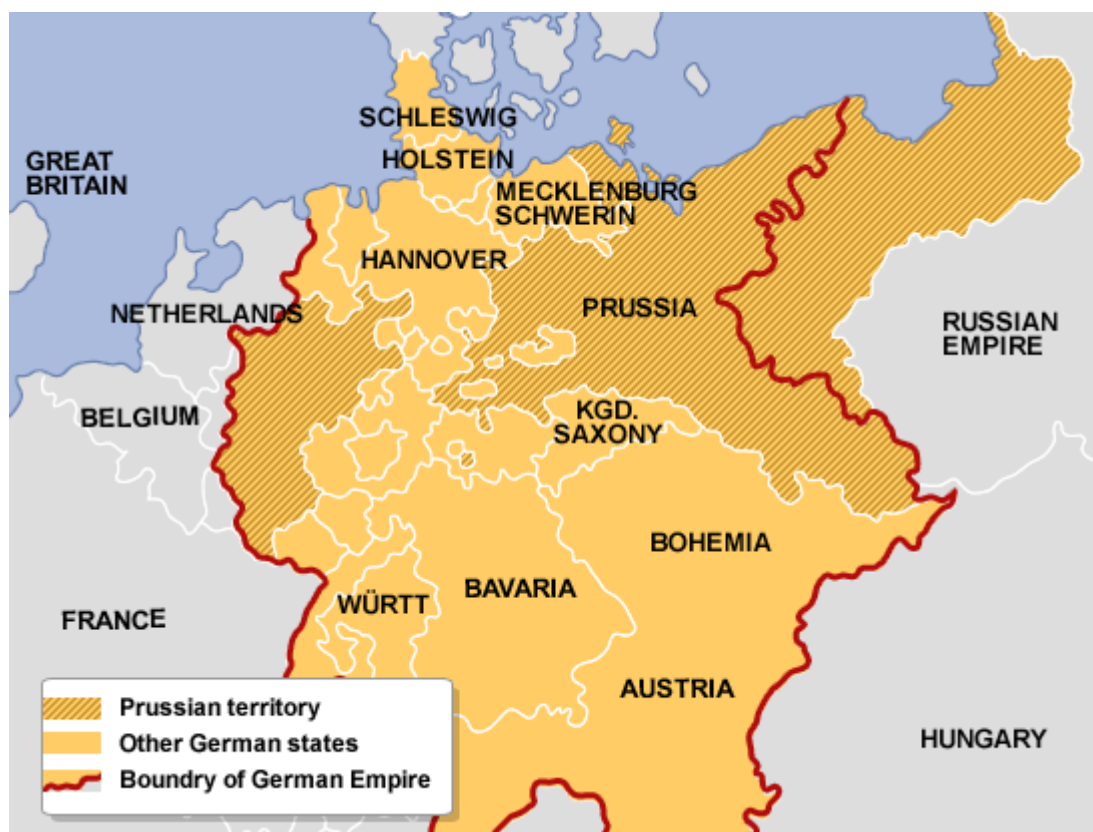 SCHLESWIG
HOLSTEIN
GREAT
BRITAIN
MECKLENBURG
SCHWERIN
HANNOVER
NETHERLANDS
PRUSSIA
RUSSIAN
EMPIRE
BELGIUM
KGD.
SAXONY
BOHEMIA
BAVARIA
WÜRTT
FRANCE
AUSTRIA
HUNGARY
Prussian territory
Other German states
Boundry of German Empire